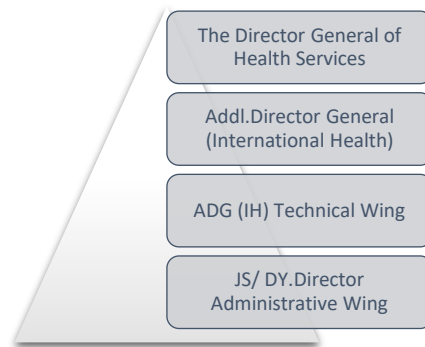 The Director General of
Health Services
Addl.Director General
(International Health)
ADG (IH) Technical Wing
JS/ DY.Director
Administrative Wing